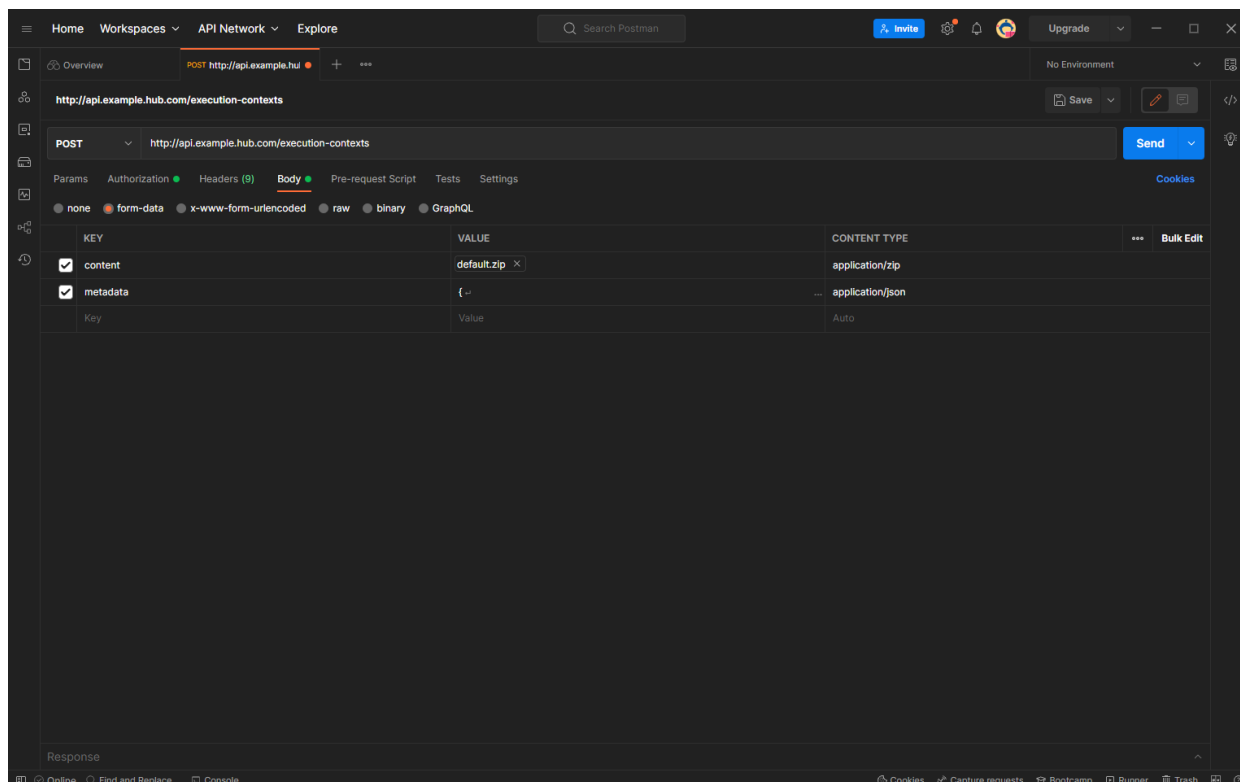 Home Workspaces API Network Explore Search Postman Invite Upgrade
Overview POST http://api.example.hul No Environment
http://api.example.hub.com/execution-contexts Save
POST http://api.example.hub.com/execution-contexts Send
Params Authorization Headers (9) Body Pre-request Script Tests Settings Cookies
none form-data x-www-form-urlencoded raw binary GraphQL
KEY VALUE CONTENT TYPE ••• Bulk Edit
content default.zip × application/zip
metadata { ↵ ... application/json
Key Value Auto
Response
Online Find and Replace Console Cookies Capture requests Bootcamp Runner Trash